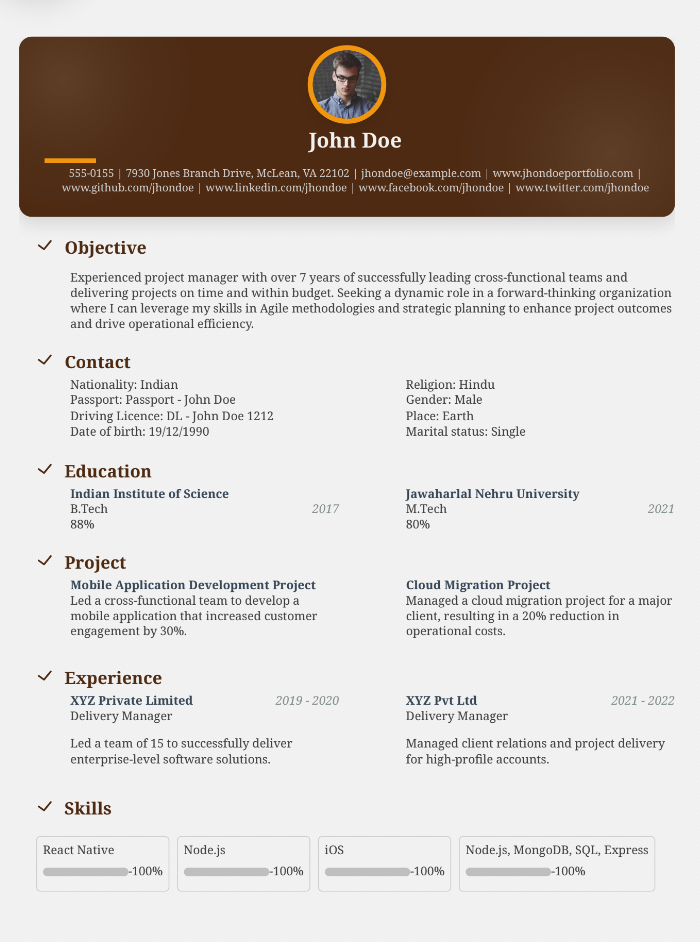 John Doe
555-0155 | 7930 Jones Branch Drive, McLean, VA 22102 | jhondoe@example.com | www.jhondoeportfolio.com |
www.github.com/jhondoe | www.linkedin.com/jhondoe | www.facebook.com/jhondoe | www.twitter.com/jhondoe
Objective
Experienced project manager with over 7 years of successfully leading cross-functional teams and
delivering projects on time and within budget. Seeking a dynamic role in a forward-thinking organization
where I can leverage my skills in Agile methodologies and strategic planning to enhance project outcomes
and drive operational efficiency.
Contact
Nationality: Indian
Passport: Passport - John Doe
Driving Licence: DL - John Doe 1212
Date of birth: 19/12/1990
Religion: Hindu
Gender: Male
Place: Earth
Marital status: Single
Education
Indian Institute of Science
B.Tech 2017
88%
Jawaharlal Nehru University
M.Tech 2021
80%
Project
Mobile Application Development Project
Led a cross-functional team to develop a
mobile application that increased customer
engagement by 30%.
Cloud Migration Project
Managed a cloud migration project for a major
client, resulting in a 20% reduction in
operational costs.
Experience
XYZ Private Limited 2019 - 2020
Delivery Manager
Led a team of 15 to successfully deliver
enterprise-level software solutions.
XYZ Pvt Ltd 2021 - 2022
Delivery Manager
Managed client relations and project delivery
for high-profile accounts.
Skills
React Native
-100%
Node.js
-100%
iOS
-100%
Node.js, MongoDB, SQL, Express
-100%